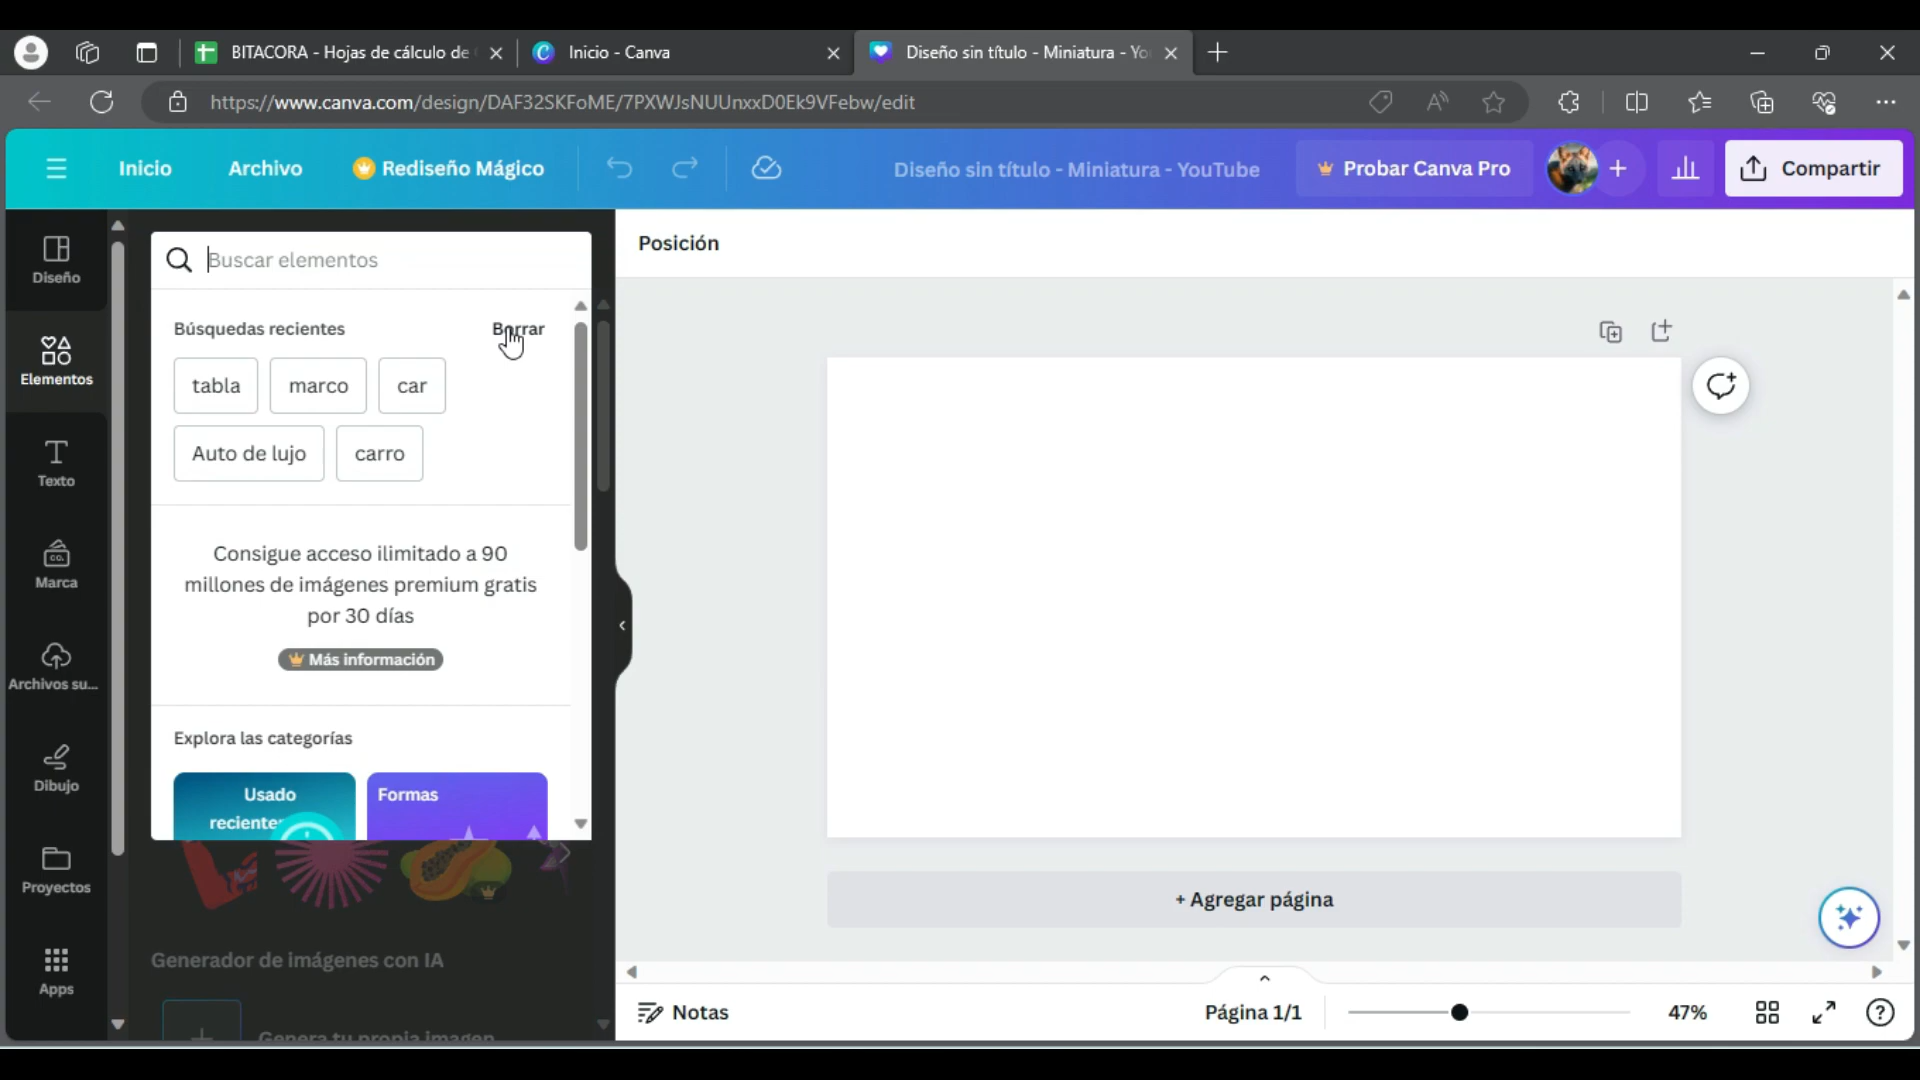 BITACORA - Hojas de cálculo de
Inicio - Canva
Diseño sin título - Miniatura - Yo
https://www.canva.com/design/DAF32SKFoME/7PXWJsNUUnxxD0Ek9VFebw/edit
Inicio
Archivo
Rediseño Mágico
Diseño sin título - Miniatura - YouTube
Probar Canva Pro
Compartir
Diseño
Elementos
Texto
CO.
Marca
Archivos su...
Dibujo
Proyectos
Apps
Buscar elementos
Búsquedas recientes
Borrar
tabla
marco
car
Auto de lujo
carro
Consigue acceso ilimitado a 90
millones de imágenes premium gratis
por 30 días
Más información
Explora las categorías
Usado
Formas
Generador de imágenes con IA
Genera tu propia imagen
Posición
+ Agregar página
Notas
Página 1/1
47%